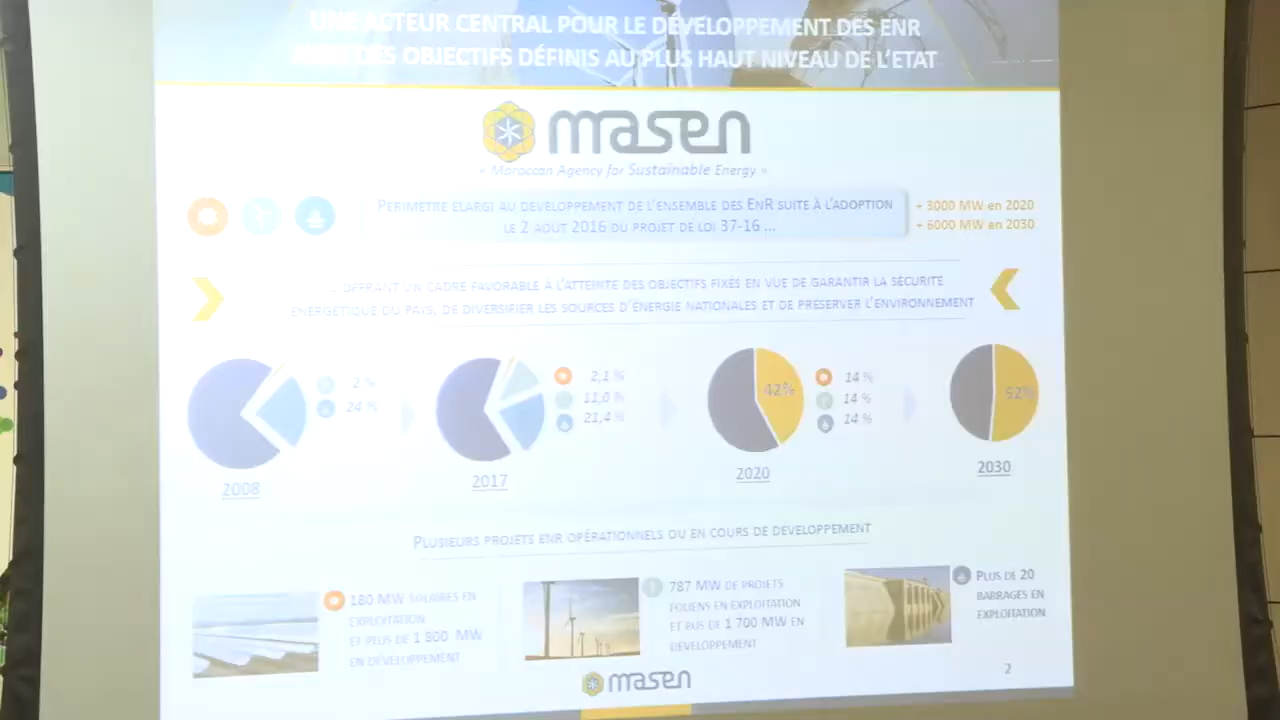 UNE ACTEUR CENTRAL POUR LE DÉVELOPPEMENT DES ENR
DES OBJECTIFS DÉFINIS AU PLUS HAUT NIVEAU DE L'ETAT
masen
« Moroccan Agency for Sustainable Energy »
PERIMETRE ELARGI AU DEVELOPPEMENT DE L'ENSEMBLE DES ENR SUITE À L'ADOPTION
LE 2 AOUT 2016 DU PROJET DE LOI 37-16 ...
+ 3000 MW en 2020
+ 6000 MW en 2030
OFFRANT UN CADRE FAVORABLE À L'ATTEINTE DES OBJECTIFS FIXÉS EN VUE DE GARANTIR LA SÉCURITÉ
ENERGÉTIQUE DU PAYS, DE DIVERSIFIER LES SOURCES D'ÉNERGIE NATIONALES ET DE PRESERVER L'ENVIRONNEMENT
2 %
24 %
2008
2,1 %
11,0 %
21,4 %
2017
42%
14 %
14 %
14 %
2020
52%
2030
PLUSIEURS PROJETS ENR OPÉRATIONNELS OU EN COURS DE DEVELOPPEMENT
180 MW SOLAIRES EN
EXPLOITATION
ET PLUS DE 1 800 MW
EN DÉVELOPPEMENT
787 MW DE PROJETS
EOLIENS EN EXPLOITATION
ET PUS DE 1 700 MW EN
DEVELOPPEMENT
PLUS DE 20
BARRAGES EN
EXPLOITATION
masen
2